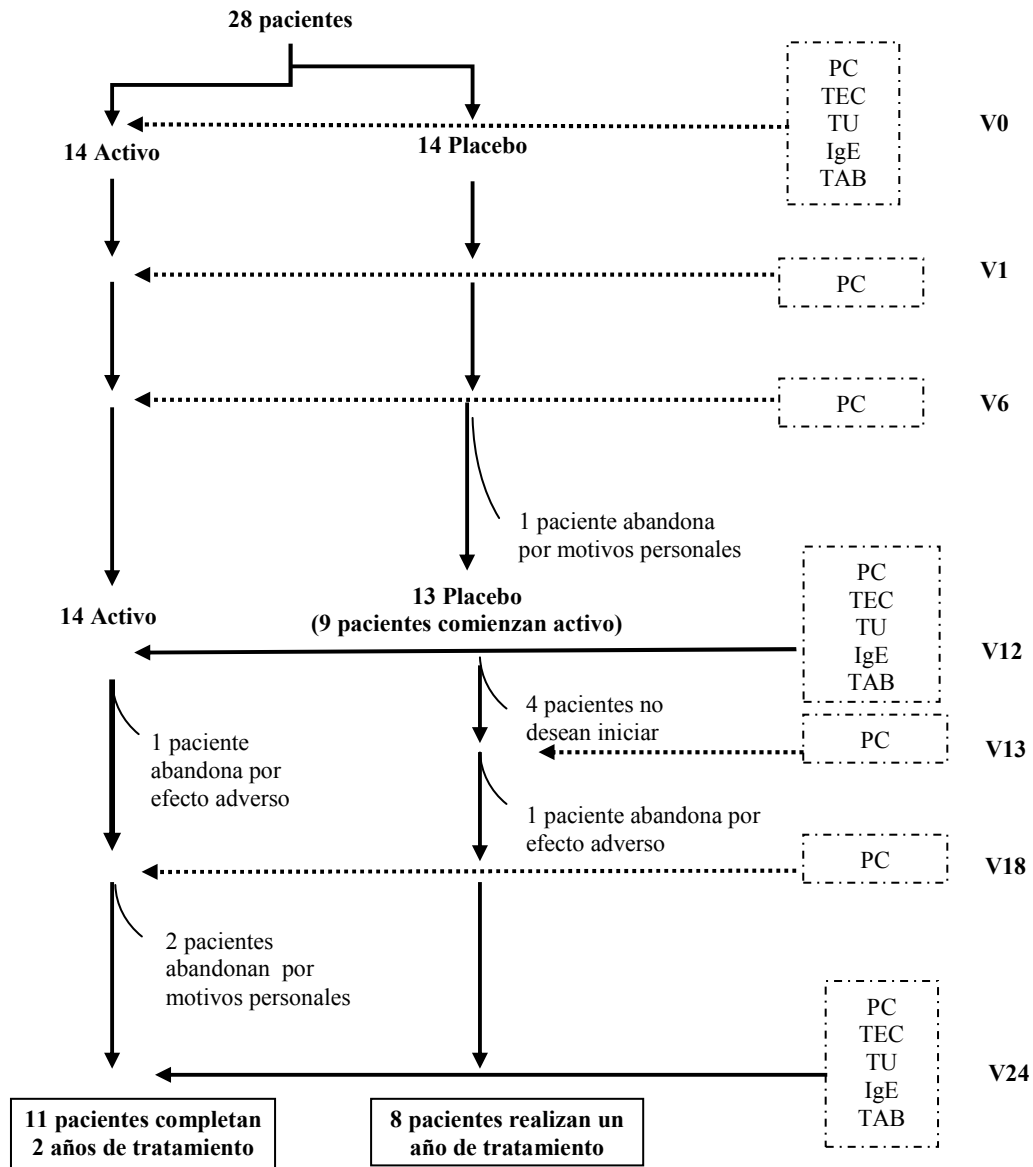 28 pacientes
PC
TEC
TU
IgE
TAB
V0
14 Activo
14 Placebo
PC
V1
PC
V6
1 paciente abandona
por motivos personales
14 Activo
13 Placebo
(9 pacientes comienzan activo)
PC
TEC
TU
IgE
TAB
V12
4 pacientes no
desean iniciar
PC
V13
1 paciente
abandona por
efecto adverso
1 paciente abandona por
efecto adverso
PC
V18
2 pacientes
abandonan por
motivos personales
PC
TEC
TU
IgE
TAB
V24
11 pacientes completan
2 años de tratamiento
8 pacientes realizan un
año de tratamiento